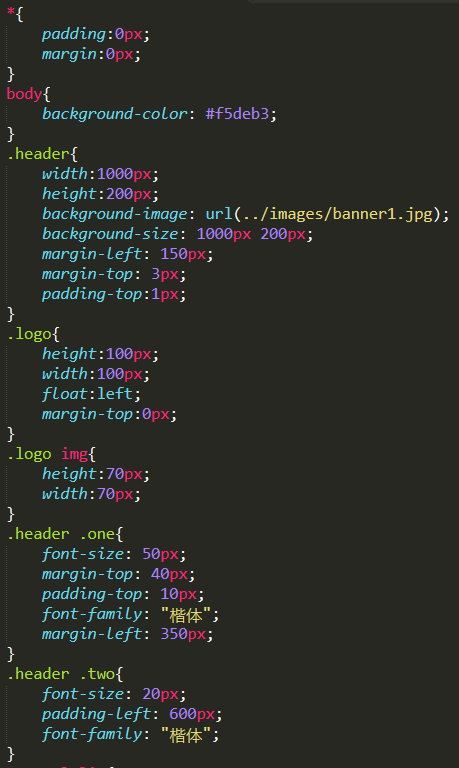 *{
    padding:0px;
    margin:0px;
}
body{
    background-color: #f5deb3;
}
.header{
    width:1000px;
    height:200px;
    background-image: url(../images/banner1.jpg);
    background-size: 1000px 200px;
    margin-left: 150px;
    margin-top: 3px;
    padding-top:1px;
}
.logo{
    height:100px;
    width:100px;
    float:left;
    margin-top:0px;
}
.logo img{
    height:70px;
    width:70px;
}
.header .one{
    font-size: 50px;
    margin-top: 40px;
    padding-top: 10px;
    font-family: "楷体";
    margin-left: 350px;
}
.header .two{
    font-size: 20px;
    padding-left: 600px;
    font-family: "楷体";
}